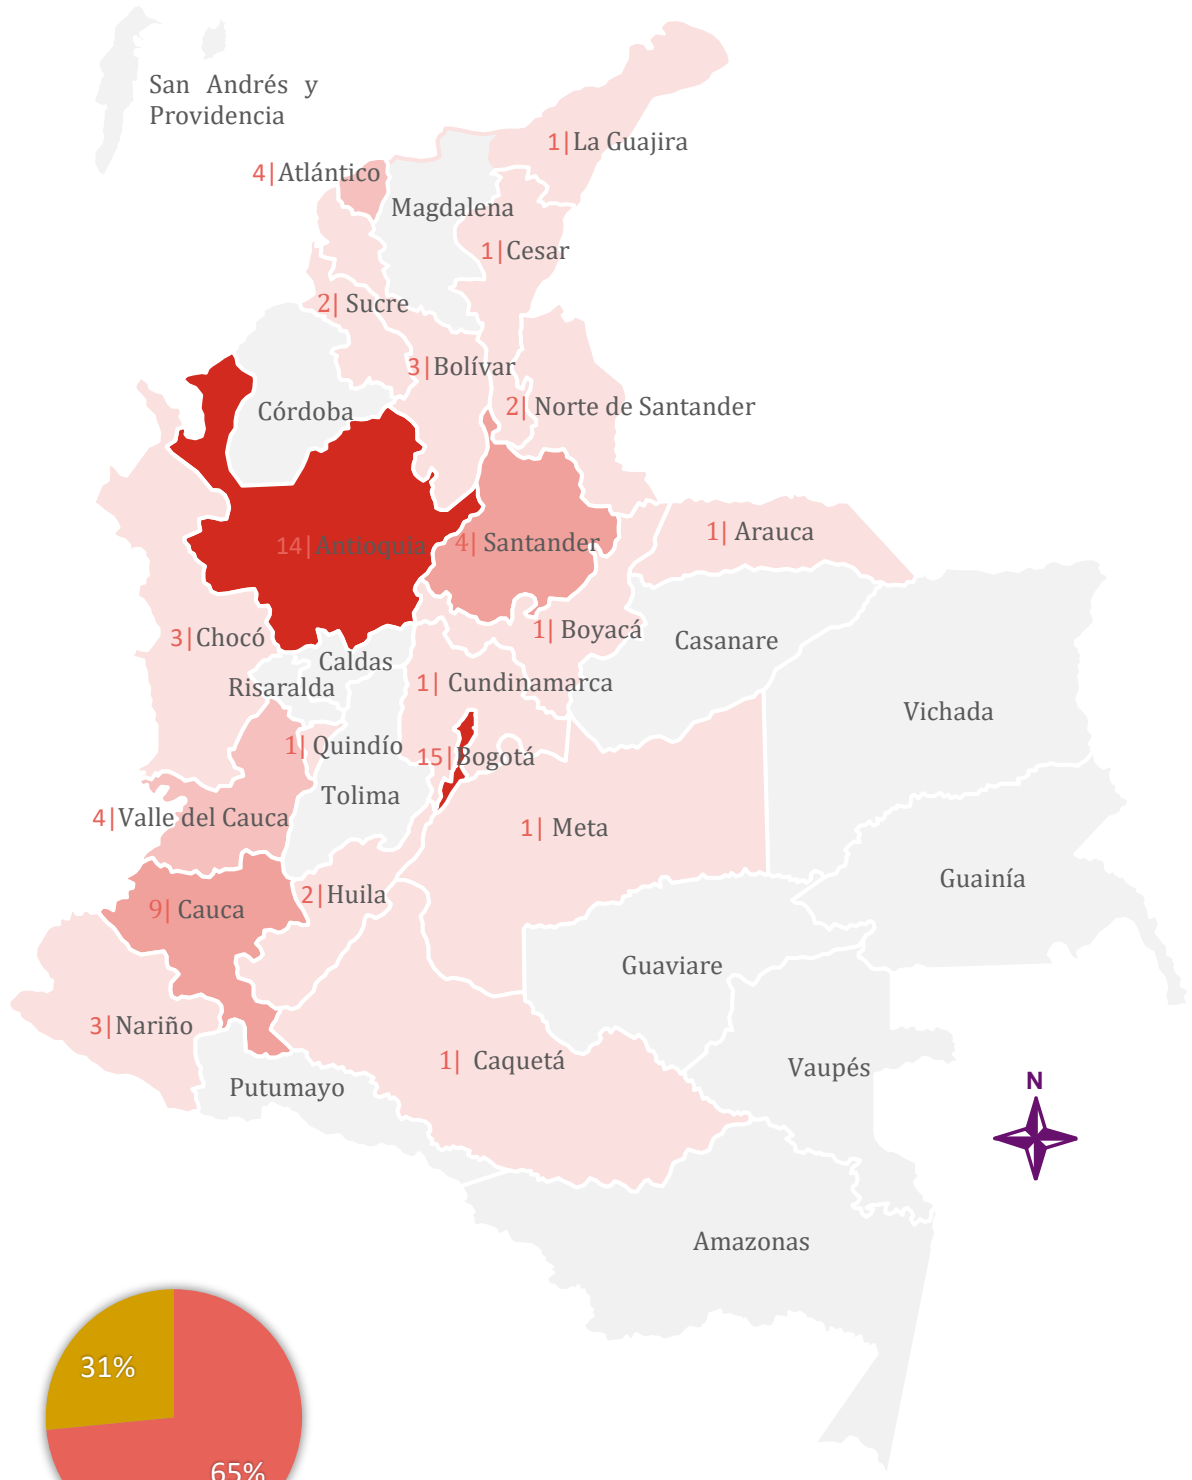 San Andrés y
Providencia
1| La Guajira
4| Atlántico
Magdalena
1| Cesar
2| Sucre
3| Bolívar
2| Norte de Santander
Córdoba
1| Arauca
14| Antioquia
4| Santander
1| Boyacá
3| Chocó
Casanare
Caldas
Risaralda
1| Cundinamarca
Vichada
1| Quindío
15| Bogotá
Tolima
4| Valle del Cauca
1| Meta
Guainía
2| Huila
9| Cauca
Guaviare
3| Nariño
1| Caquetá
Vaupés
Putumayo
N
Amazonas
31%
65%